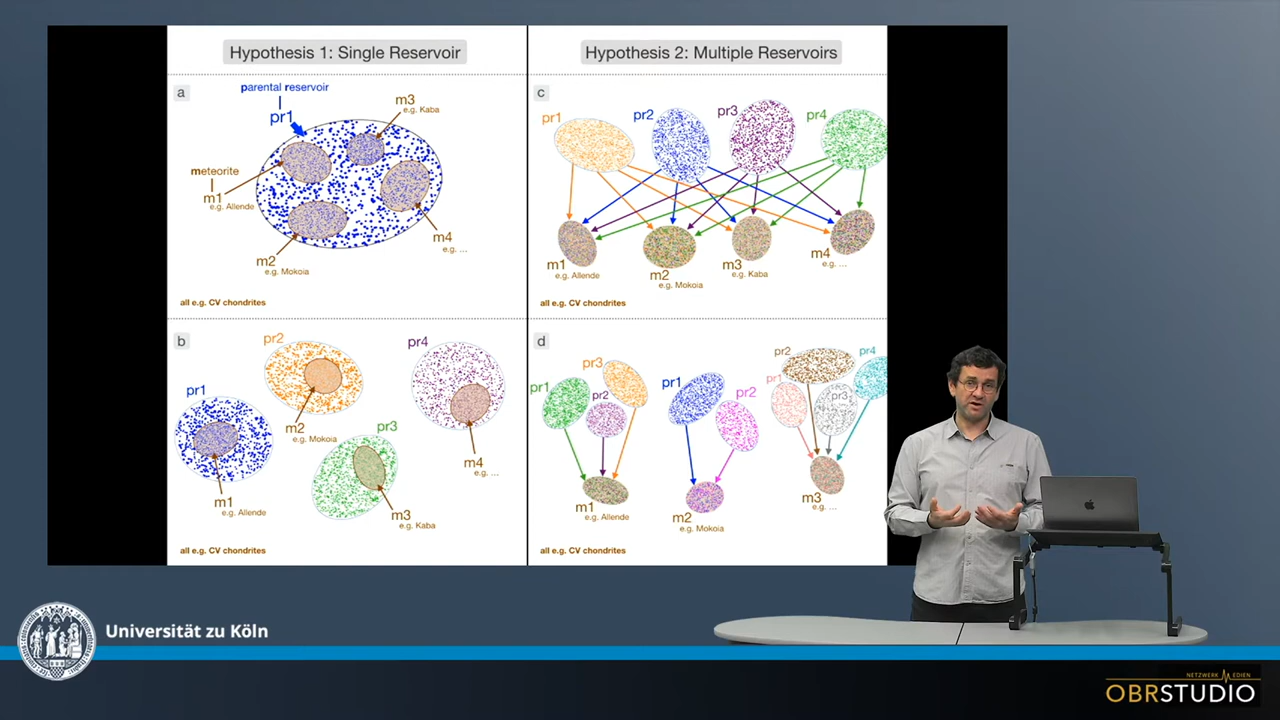 Hypothesis 1: Single Reservoir
a
parental reservoir
pr1
m3
e.g. Kaba
meteorite
m1
e.g. Allende
m2
e.g. Mokoia
m4
e.g. ...
all e.g. CV chondrites
Hypothesis 2: Multiple Reservoirs
c
pr1
pr2
pr3
pr4
m1
e.g. Allende
m2
e.g. Mokoia
m3
e.g. Kaba
m4
e.g. ...
all e.g. CV chondrites
b
pr1
pr2
pr3
pr4
m1
e.g. Allende
m2
e.g. Mokoia
m3
e.g. Kaba
m4
e.g. ...
all e.g. CV chondrites
d
pr1
pr2
pr3
m1
e.g. Allende
pr1
pr2
m2
e.g. Mokoia
pr1
pr2
pr3
pr4
m3
e.g. ...
all e.g. CV chondrites
Universität zu Köln
NETZWERK MEDIEN
OBRSTUDIO